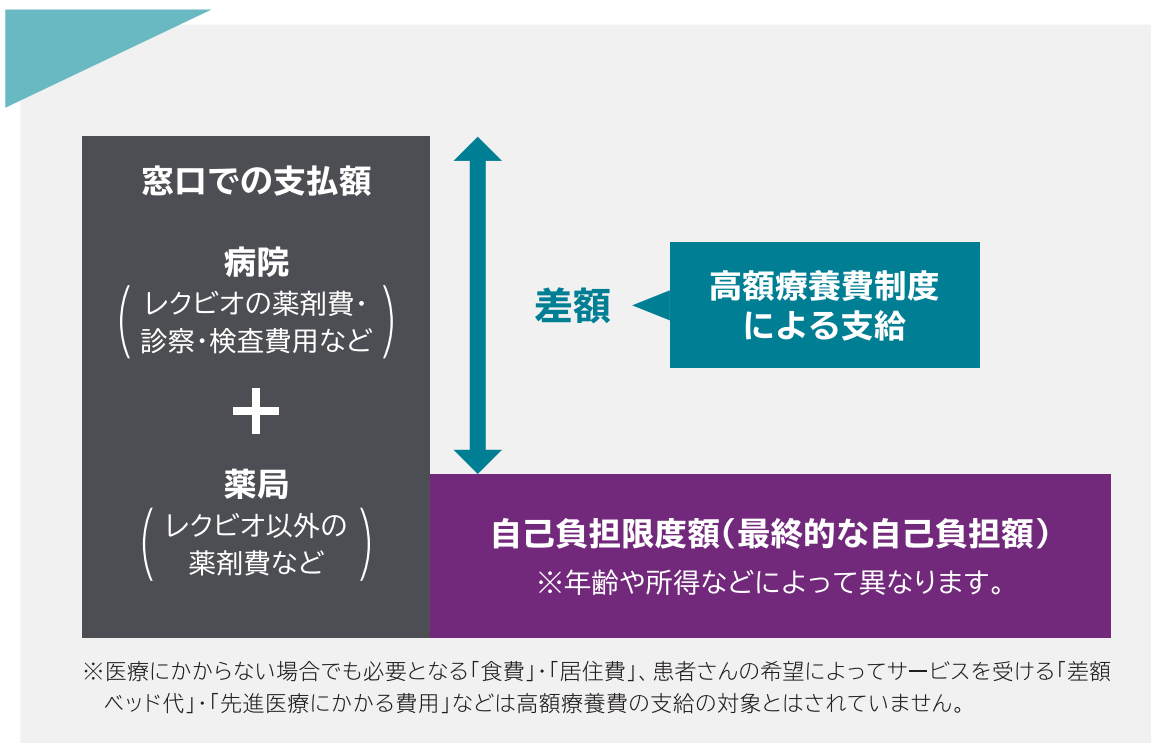 窓口での支払額
病院
(レクビオの薬剤費・
診察・検査費用など)
+
薬局
(レクビオ以外の
薬剤費など)
差額
高額療養費制度
による支給
自己負担限度額(最終的な自己負担額)
※年齢や所得などによって異なります。
※医療にかからない場合でも必要となる「食費」・「居住費」、患者さんの希望によってサービスを受ける「差額
ベッド代」・「先進医療にかかる費用」などは高額療養費の支給の対象とはされていません。